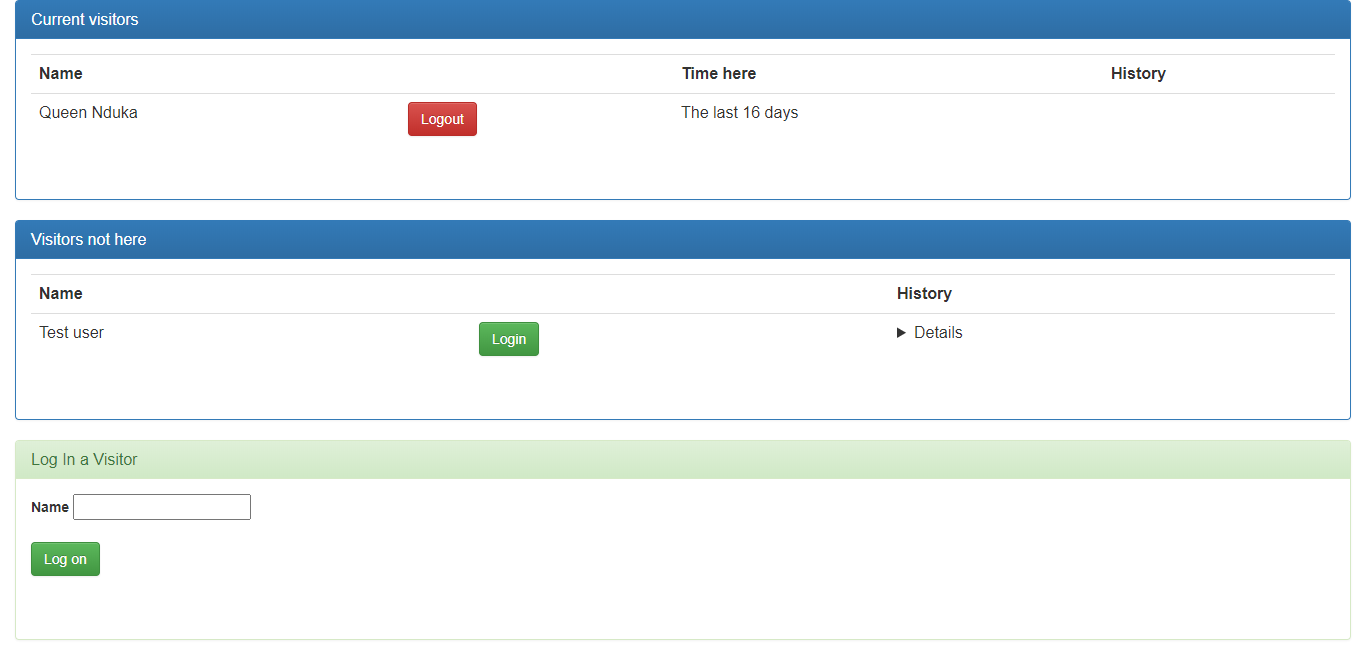 Current visitors
Name Time here History
Queen Nduka Logout The last 16 days
Visitors not here
Name History
Test user Login Details
Log In a Visitor
Name
Log on